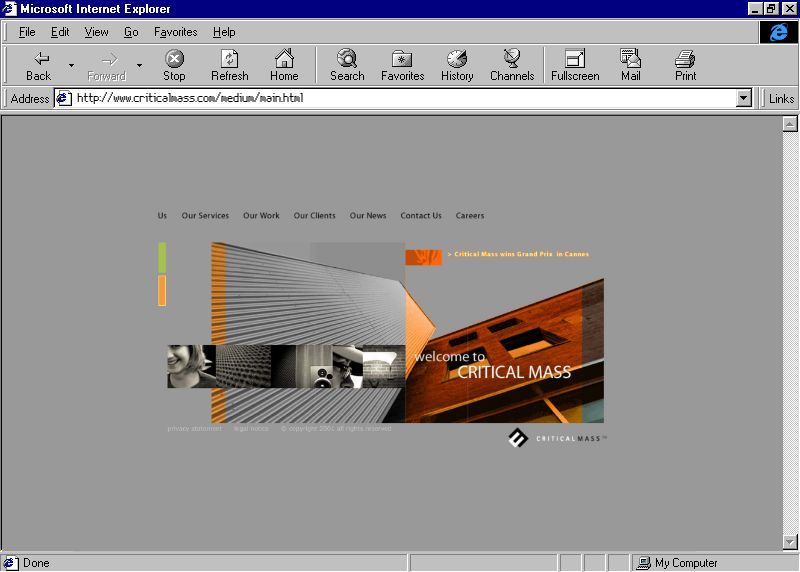 Microsoft Internet Explorer
File Edit View Go Favorites Help
Back Forward Stop Refresh Home Search Favorites History Channels Fullscreen Mail Print
Address http://www.criticalmass.com/medium/main.html Links
Us Our Services Our Work Our Clients Our News Contact Us Careers
> Critical Mass wins Grand Prix in Cannes
welcome to
CRITICAL MASS
privacy statement legal notice © copyright 2001 all rights reserved
CRITICALMASS™
Done My Computer